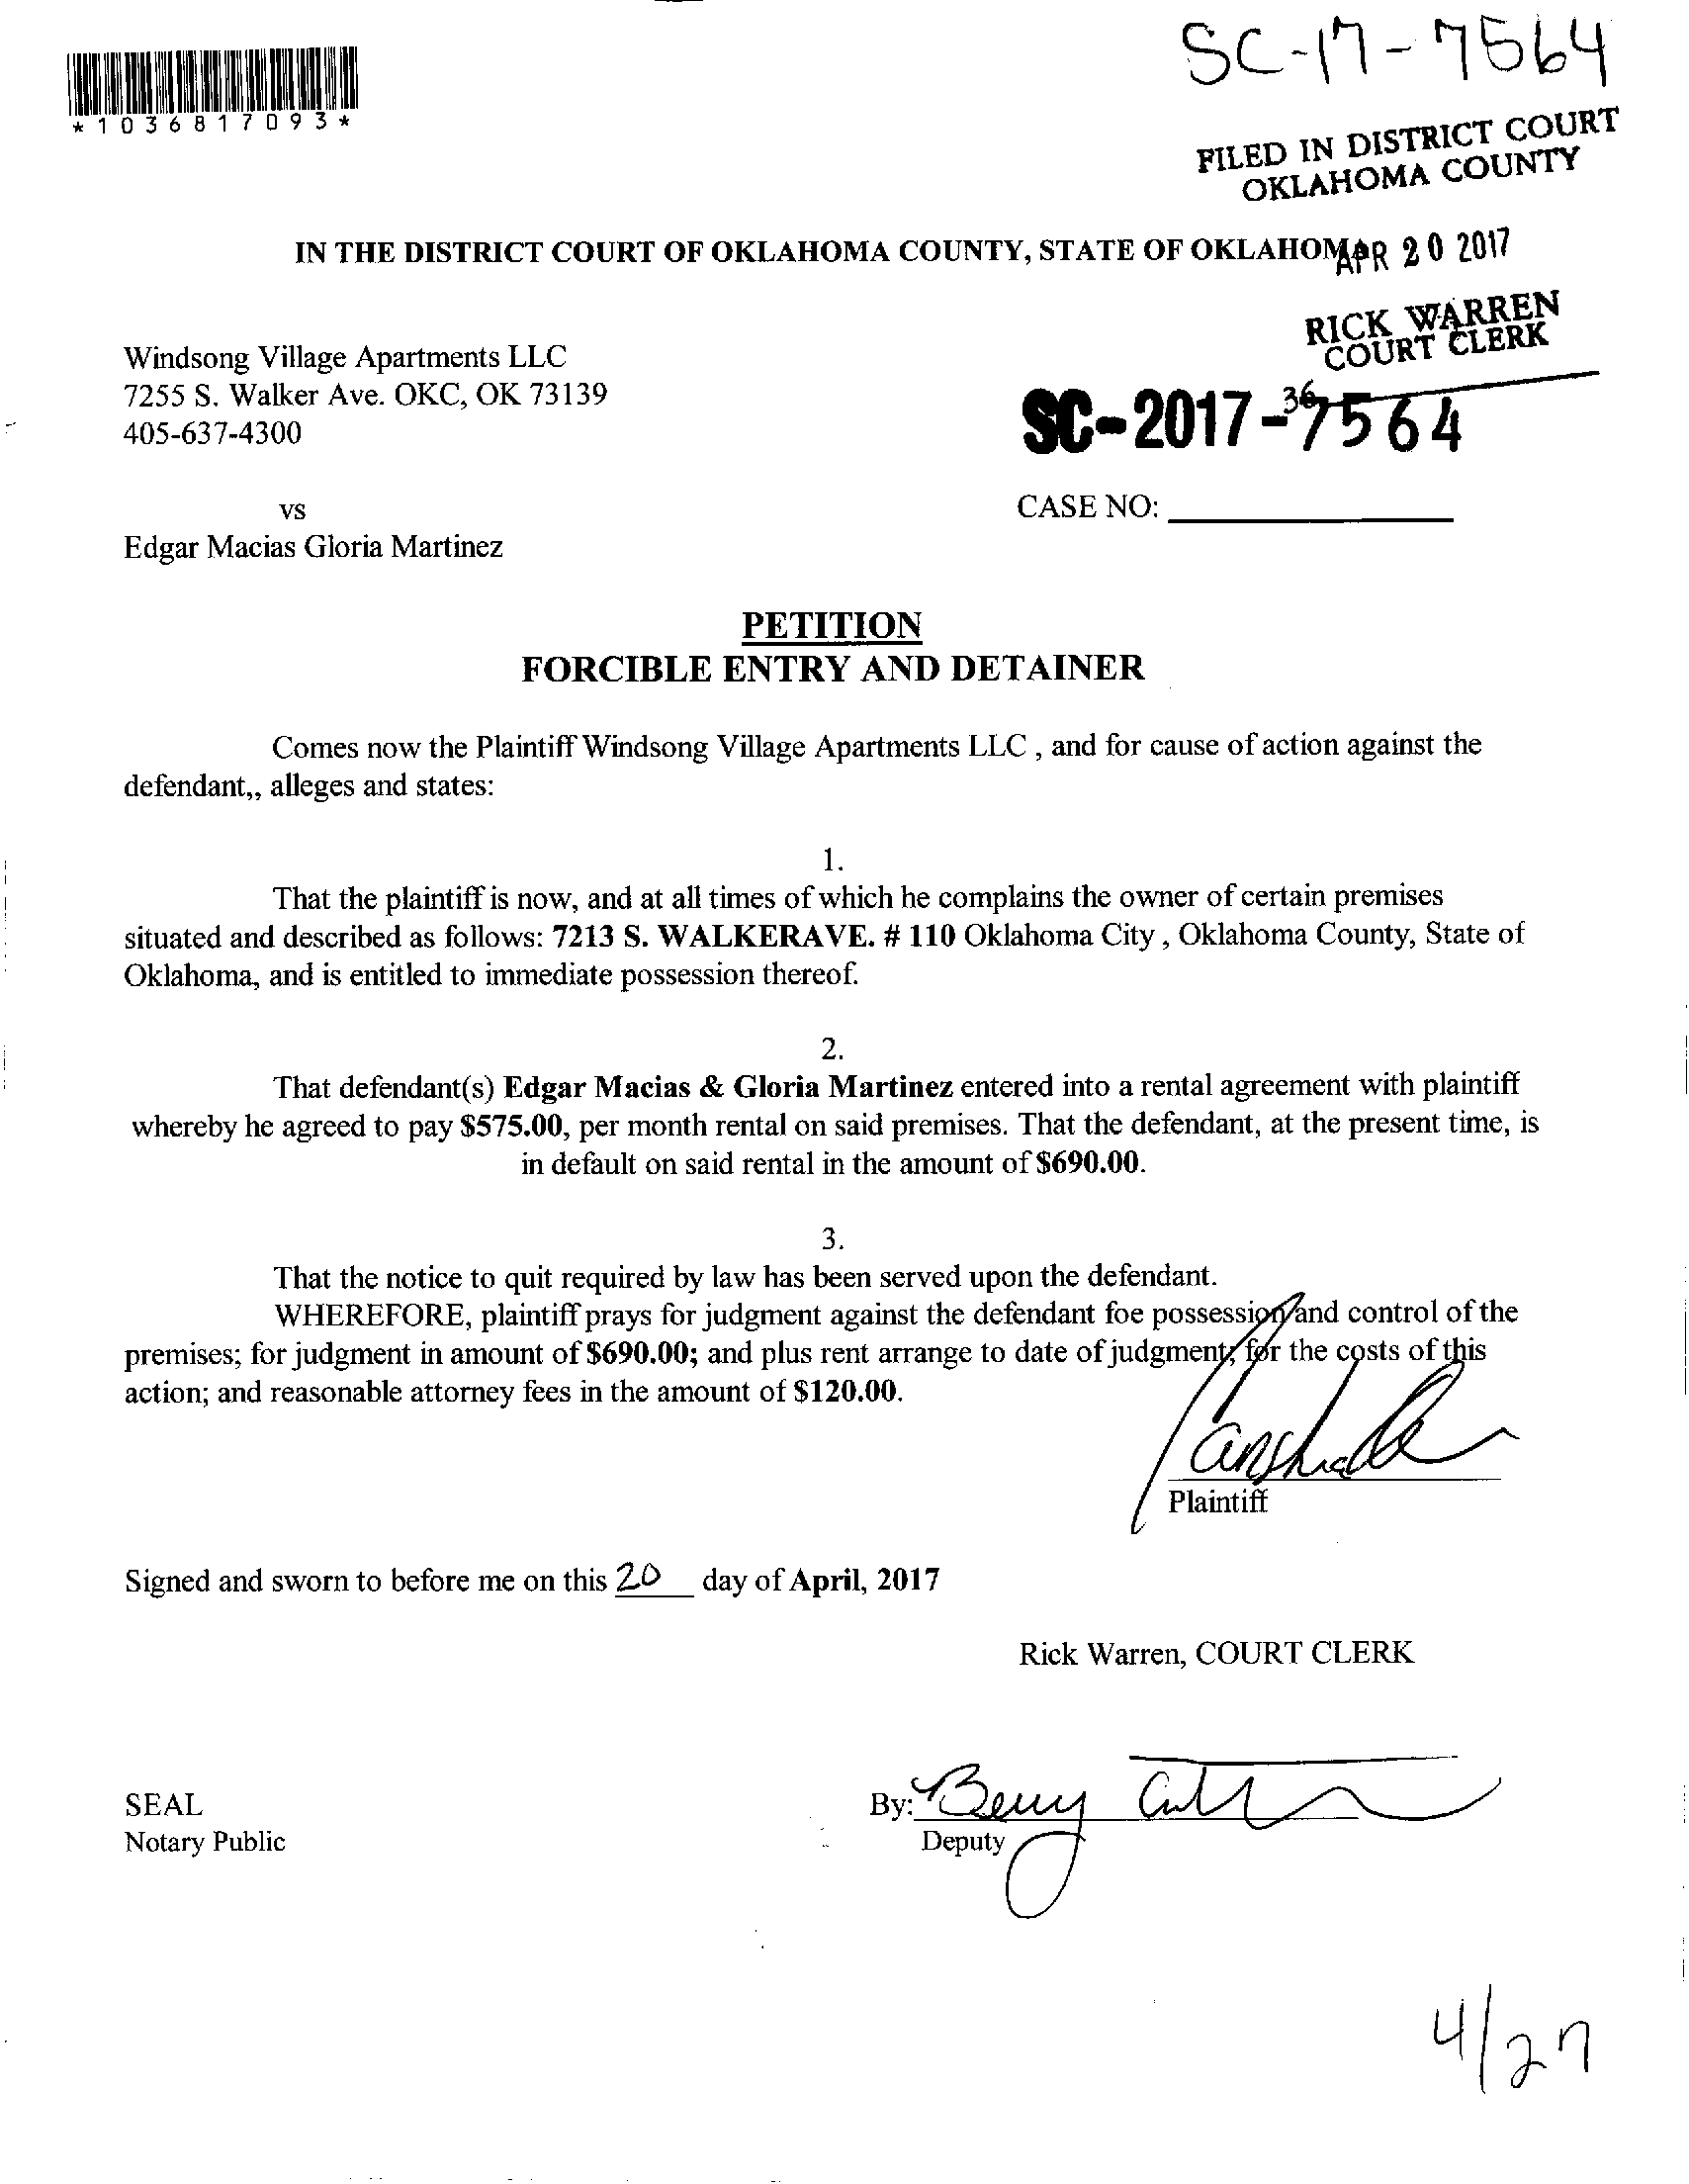 SC-17-7564
*1036817093*
FILED IN DISTRICT COURT
OKLAHOMA COUNTY
IN THE DISTRICT COURT OF OKLAHOMA COUNTY, STATE OF OKLAHOMA
APR 20 2017
RICK WARREN
COURT CLERK
36
Windsong Village Apartments LLC
7255 S. Walker Ave. OKC, OK 73139
405-637-4300
SC-2017-7564
vs
CASE NO:
Edgar Macias Gloria Martinez
PETITION
FORCIBLE ENTRY AND DETAINER
Comes now the Plaintiff Windsong Village Apartments LLC , and for cause of action against the
defendant,, alleges and states:
1.
That the plaintiff is now, and at all times of which he complains the owner of certain premises
situated and described as follows: 7213 S. WALKERAVE. # 110 Oklahoma City , Oklahoma County, State of
Oklahoma, and is entitled to immediate possession thereof.
2.
That defendant(s) Edgar Macias & Gloria Martinez entered into a rental agreement with plaintiff
whereby he agreed to pay $575.00, per month rental on said premises. That the defendant, at the present time, is
in default on said rental in the amount of $690.00.
3.
That the notice to quit required by law has been served upon the defendant.
WHEREFORE, plaintiff prays for judgment against the defendant foe possession and control of the
premises; for judgment in amount of $690.00; and plus rent arrange to date of judgment; for the costs of this
action; and reasonable attorney fees in the amount of $120.00.
Plaintiff
Signed and sworn to before me on this 20 day of April, 2017
Rick Warren, COURT CLERK
SEAL
By:
Notary Public
Deputy
4/27